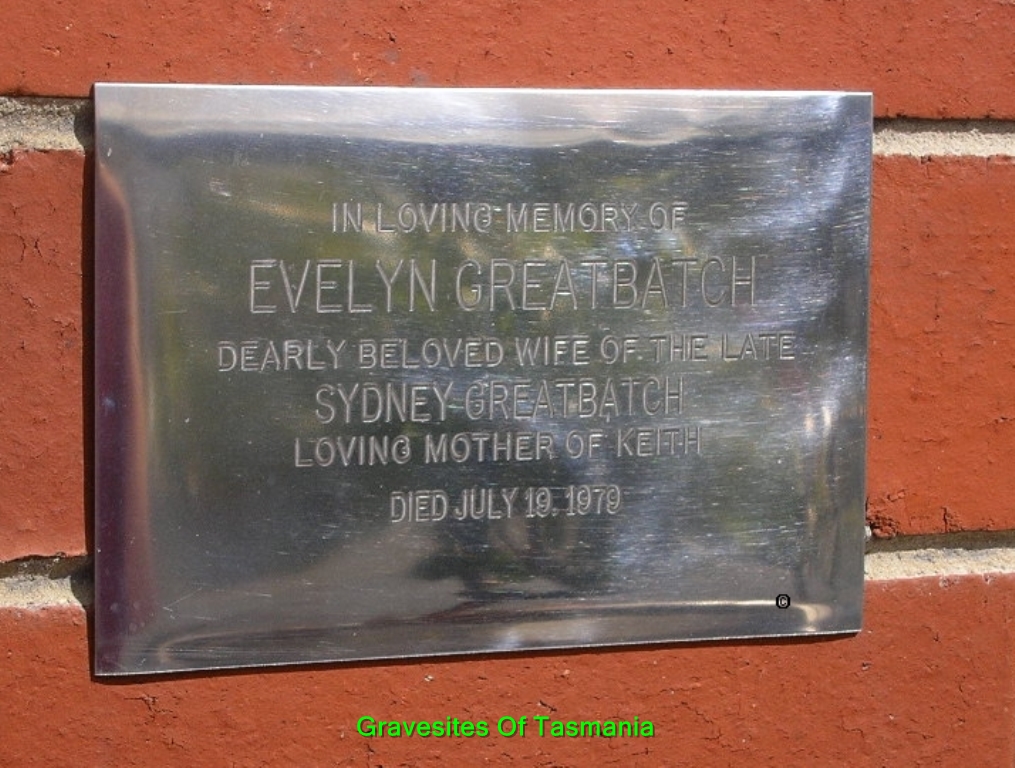 IN LOVING MEMORY OF
EVELYN GREATBATCH
DEARLY BELOVED WIFE OF THE LATE
SYDNEY GREATBATCH
LOVING MOTHER OF KEITH
DIED JULY 19. 1979
©
Gravesites Of Tasmania